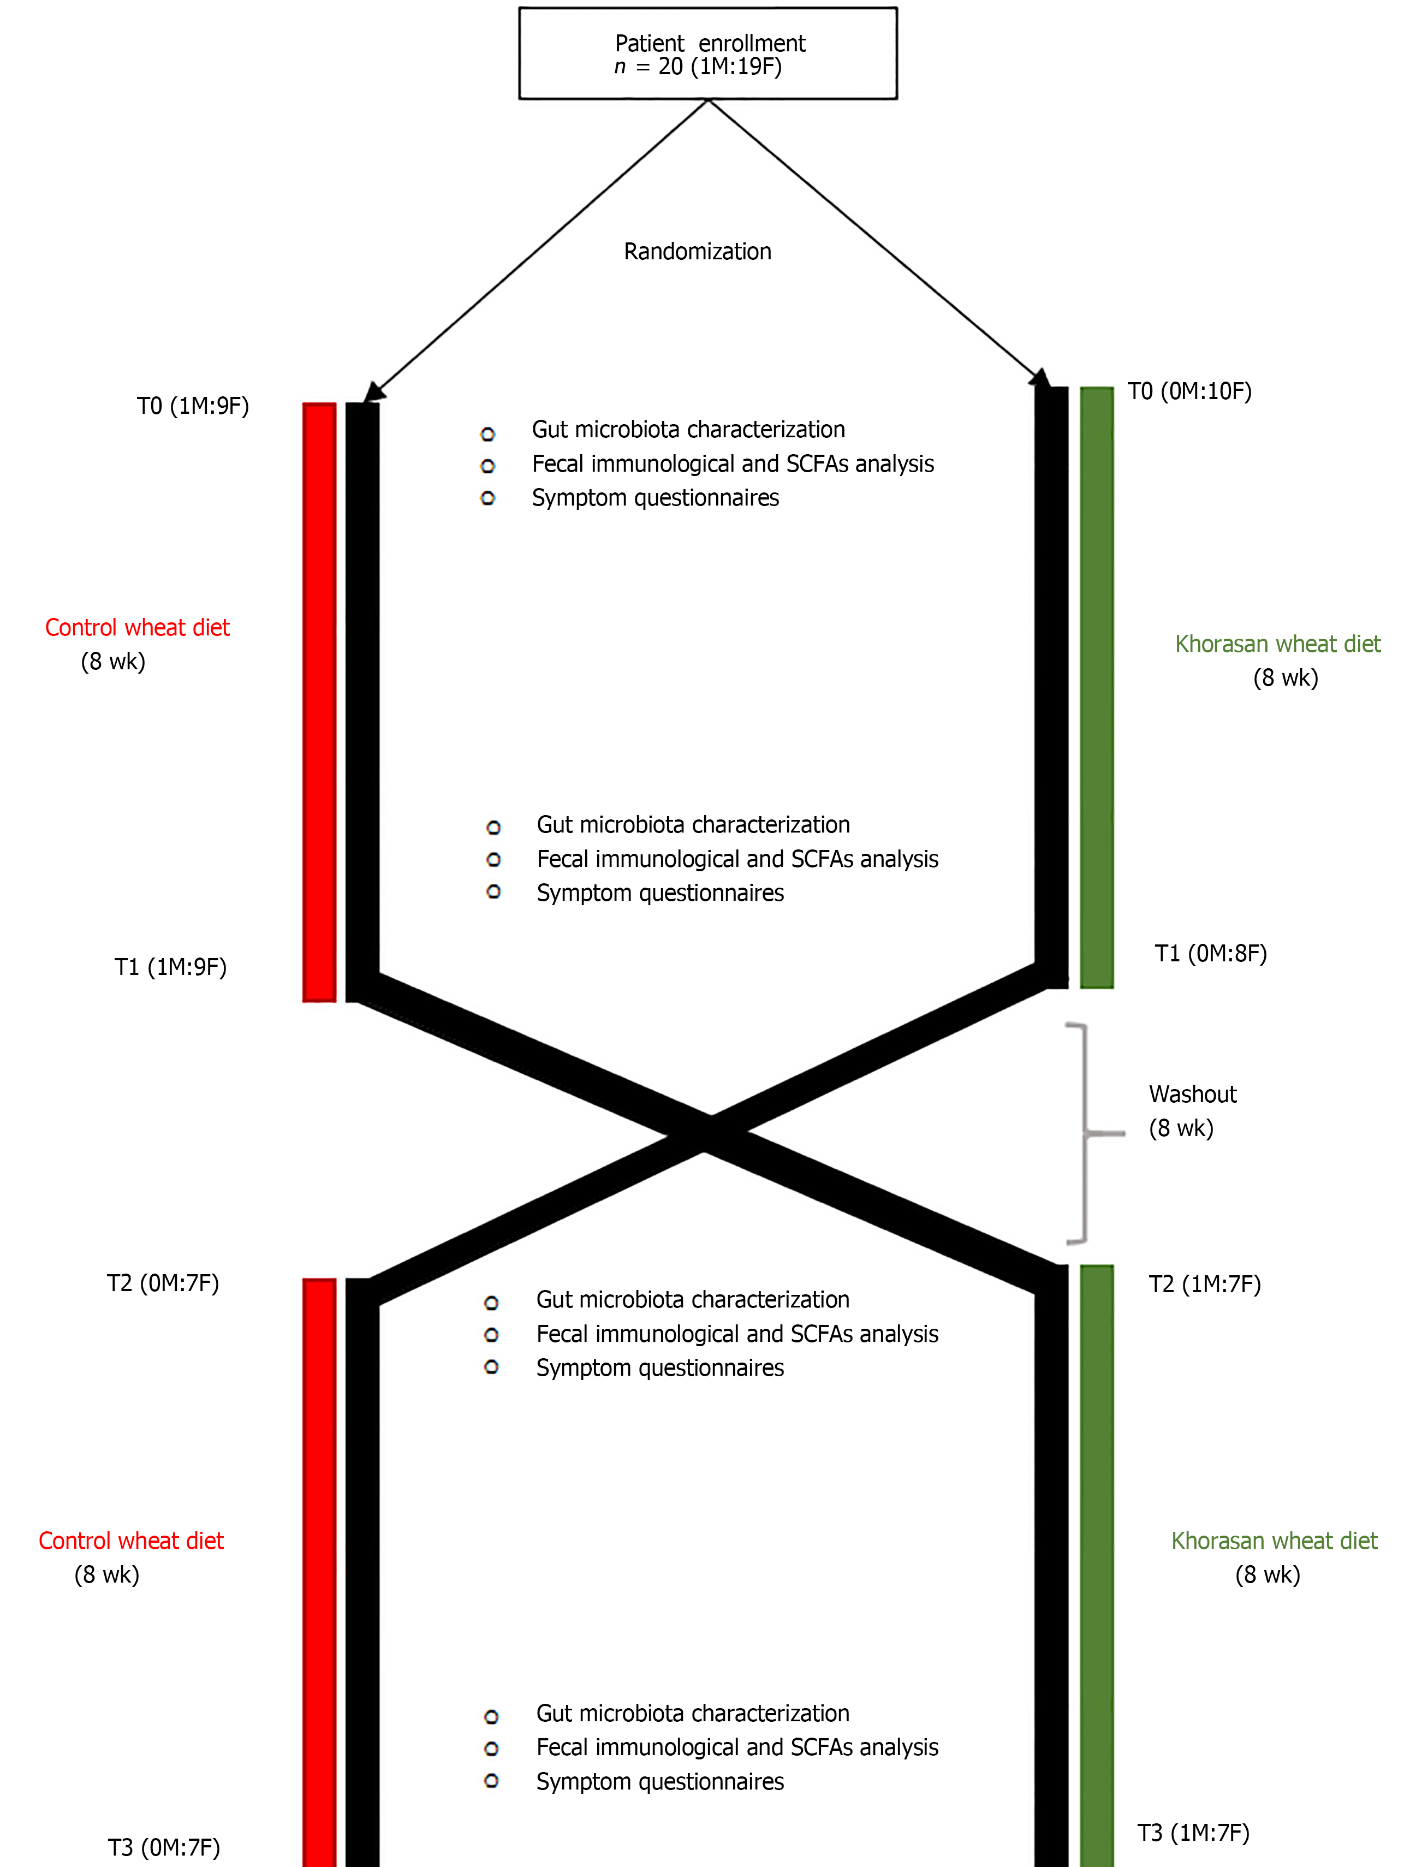 Patient enrollment
n = 20 (1M:19F)
Randomization
T0 (1M:9F)
T0 (0M:10F)
Gut microbiota characterization
Fecal immunological and SCFAs analysis
Symptom questionnaires
Control wheat diet
(8 wk)
Khorasan wheat diet
(8 wk)
Gut microbiota characterization
Fecal immunological and SCFAs analysis
Symptom questionnaires
T1 (1M:9F)
T1 (0M:8F)
Washout
(8 wk)
T2 (0M:7F)
T2 (1M:7F)
Gut microbiota characterization
Fecal immunological and SCFAs analysis
Symptom questionnaires
Control wheat diet
(8 wk)
Khorasan wheat diet
(8 wk)
Gut microbiota characterization
Fecal immunological and SCFAs analysis
Symptom questionnaires
T3 (0M:7F)
T3 (1M:7F)